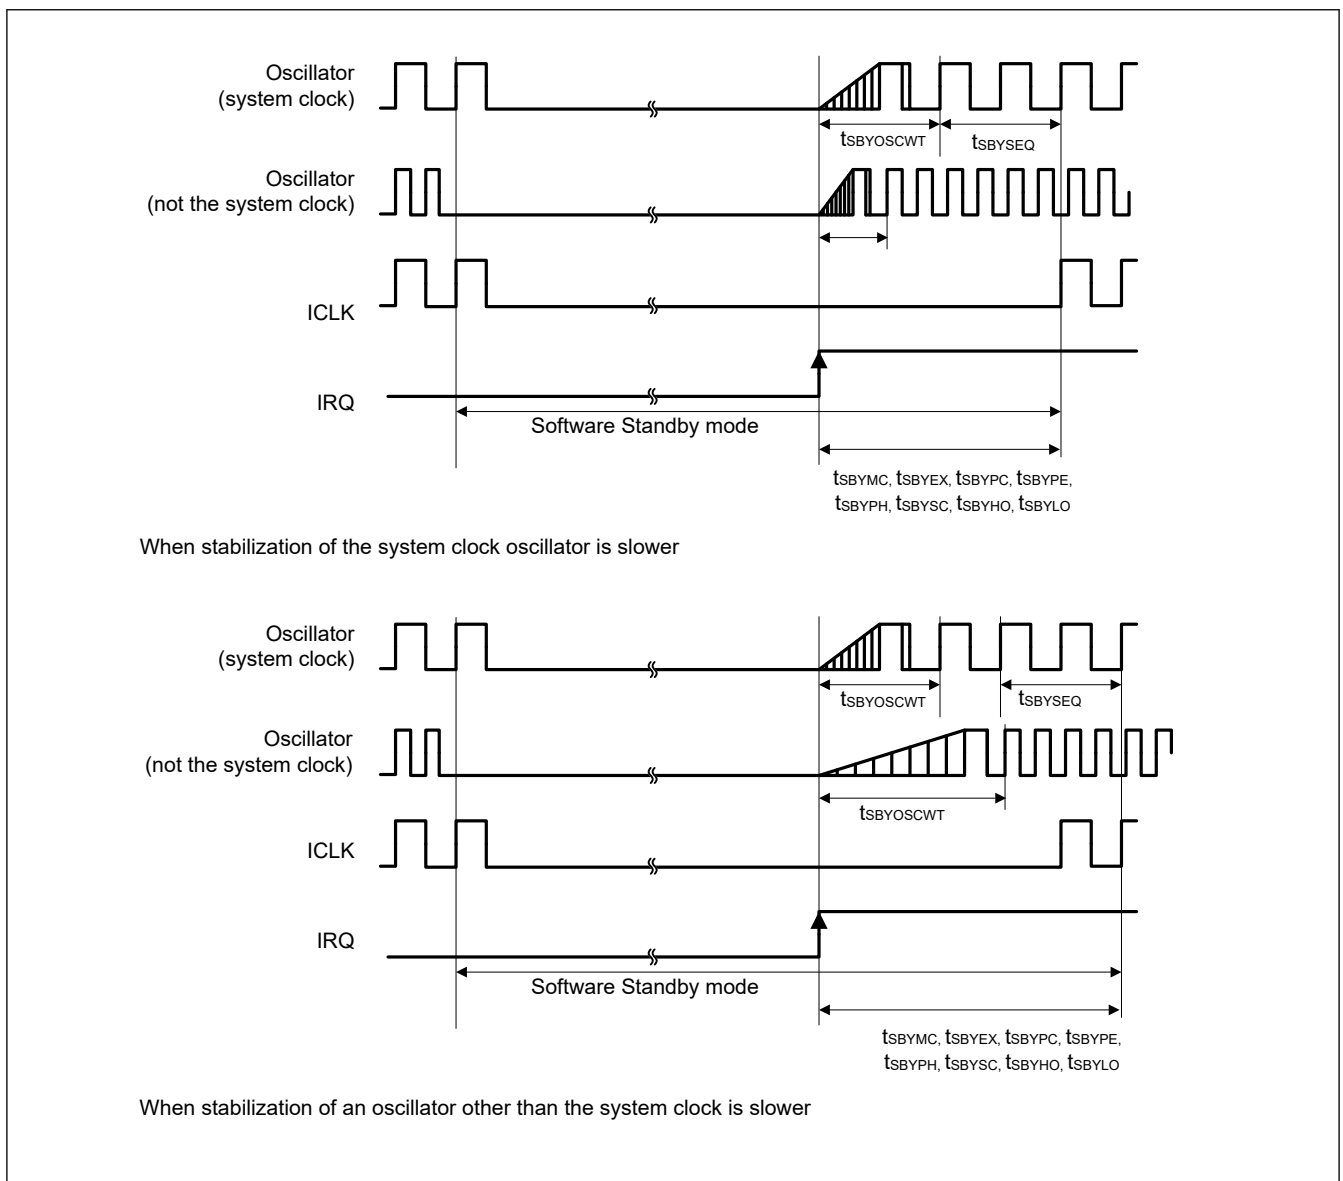 Oscillator
(system clock)
tSBYOSCWT
tSBYSEQ
Oscillator
(not the system clock)
ICLK
IRQ
Software Standby mode
tSBYMC, tSBYEX, tSBYPC, tSBYPE,
tSBYPH, tSBYSC, tSBYHO, tSBYLO
When stabilization of the system clock oscillator is slower
Oscillator
(system clock)
tSBYOSCWT
tSBYSEQ
Oscillator
(not the system clock)
tSBYOSCWT
ICLK
IRQ
Software Standby mode
tSBYMC, tSBYEX, tSBYPC, tSBYPE,
tSBYPH, tSBYSC, tSBYHO, tSBYLO
When stabilization of an oscillator other than the system clock is slower